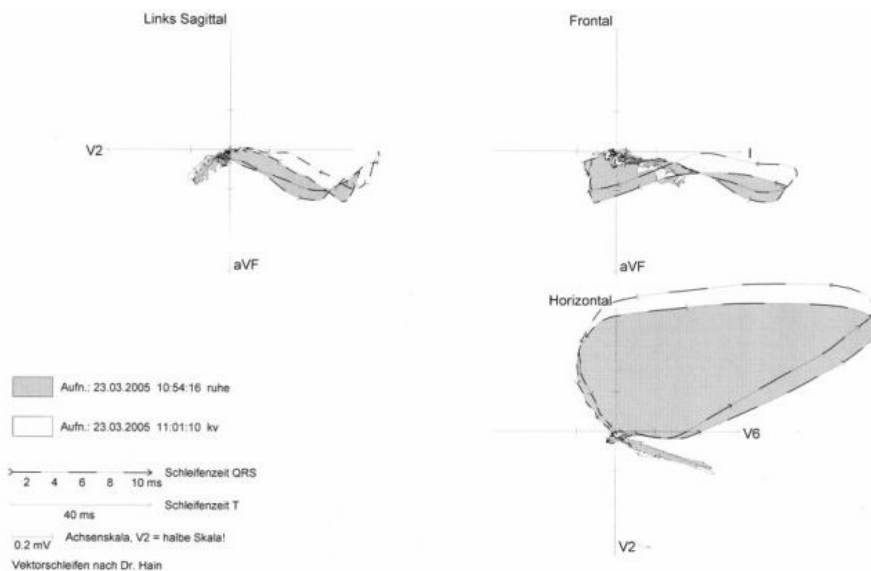 Links Sagittal
V2
aVF
Frontal
I
aVF
Horizontal
V6
V2
Aufn.: 23.03.2005 10:54:16 ruhe
Aufn.: 23.03.2005 11:01:10 kv
Schleifenzeit QRS
2 4 6 8 10 ms
Schleifenzeit T
40 ms
Achsenskala, V2 = halbe Skala!
0.2 mV
Vektorschleifen nach Dr. Hain